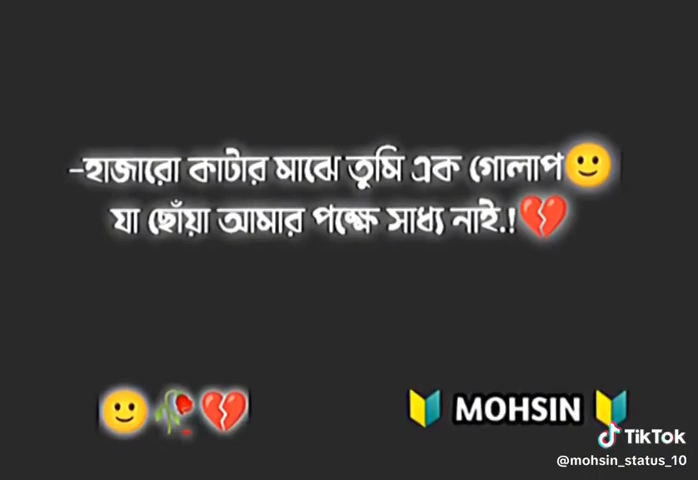 -হাজারো কাটার মাঝে তুমি এক গোলাপ🙂
যা ছোঁয়া আমার পক্ষে সাধ্য নাই.!💔
🙂🥀💔
🔰 MOHSIN 🔰
TikTok
@mohsin_status_10